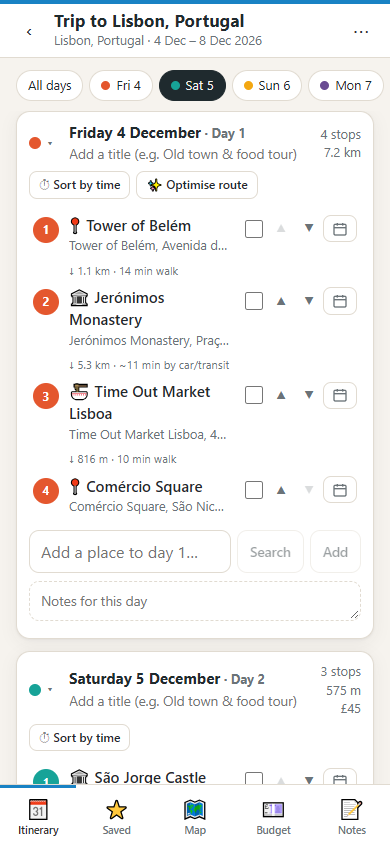 Trip to Lisbon, Portugal
Lisbon, Portugal · 4 Dec – 8 Dec 2026
All days
Fri 4
Sat 5
Sun 6
Mon 7
Friday 4 December · Day 1
4 stops
Add a title (e.g. Old town & food tour)
7.2 km
Sort by time
Optimise route
1
Tower of Belém
Tower of Belém, Avenida d...
↓ 1.1 km · 14 min walk
2
Jerónimos
Monastery
Jerónimos Monastery, Praç...
↓ 5.3 km · ~11 min by car/transit
3
Time Out Market
Lisboa
Time Out Market Lisboa, 4...
↓ 816 m · 10 min walk
4
Comércio Square
Comércio Square, São Nic...
Add a place to day 1...
Search
Add
Notes for this day
Saturday 5 December · Day 2
3 stops
575 m
Add a title (e.g. Old town & food tour)
£45
Sort by time
1
São Jorge Castle
31
Itinerary
Saved
Map
Budget
Notes